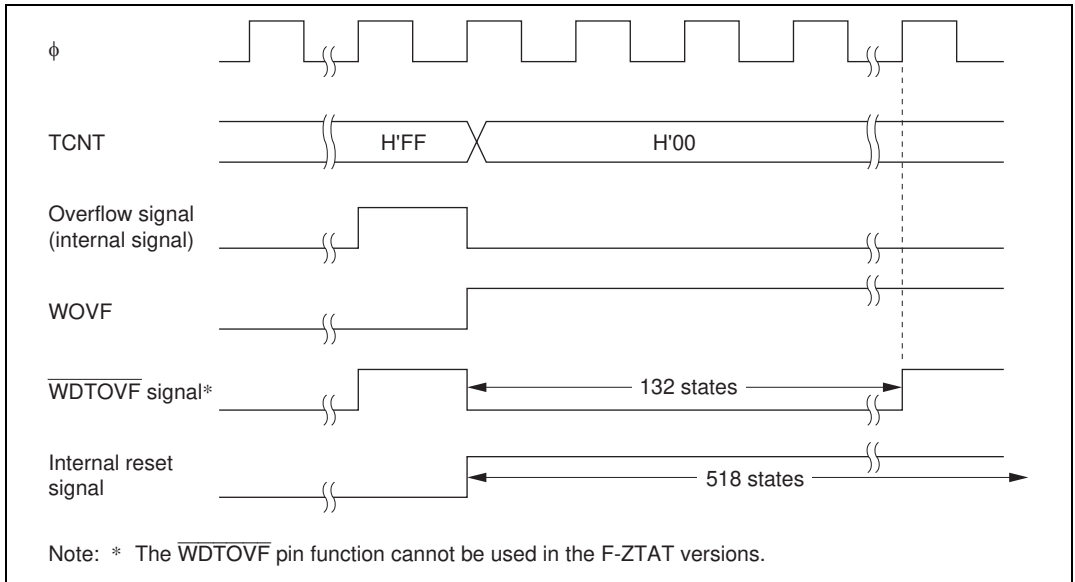 ϕ
TCNT
H'FF
H'00
Overflow signal
(internal signal)
WOVF
WDTOVF signal*
132 states
Internal reset
signal
518 states
Note: * The WDTOVF pin function cannot be used in the F-ZTAT versions.